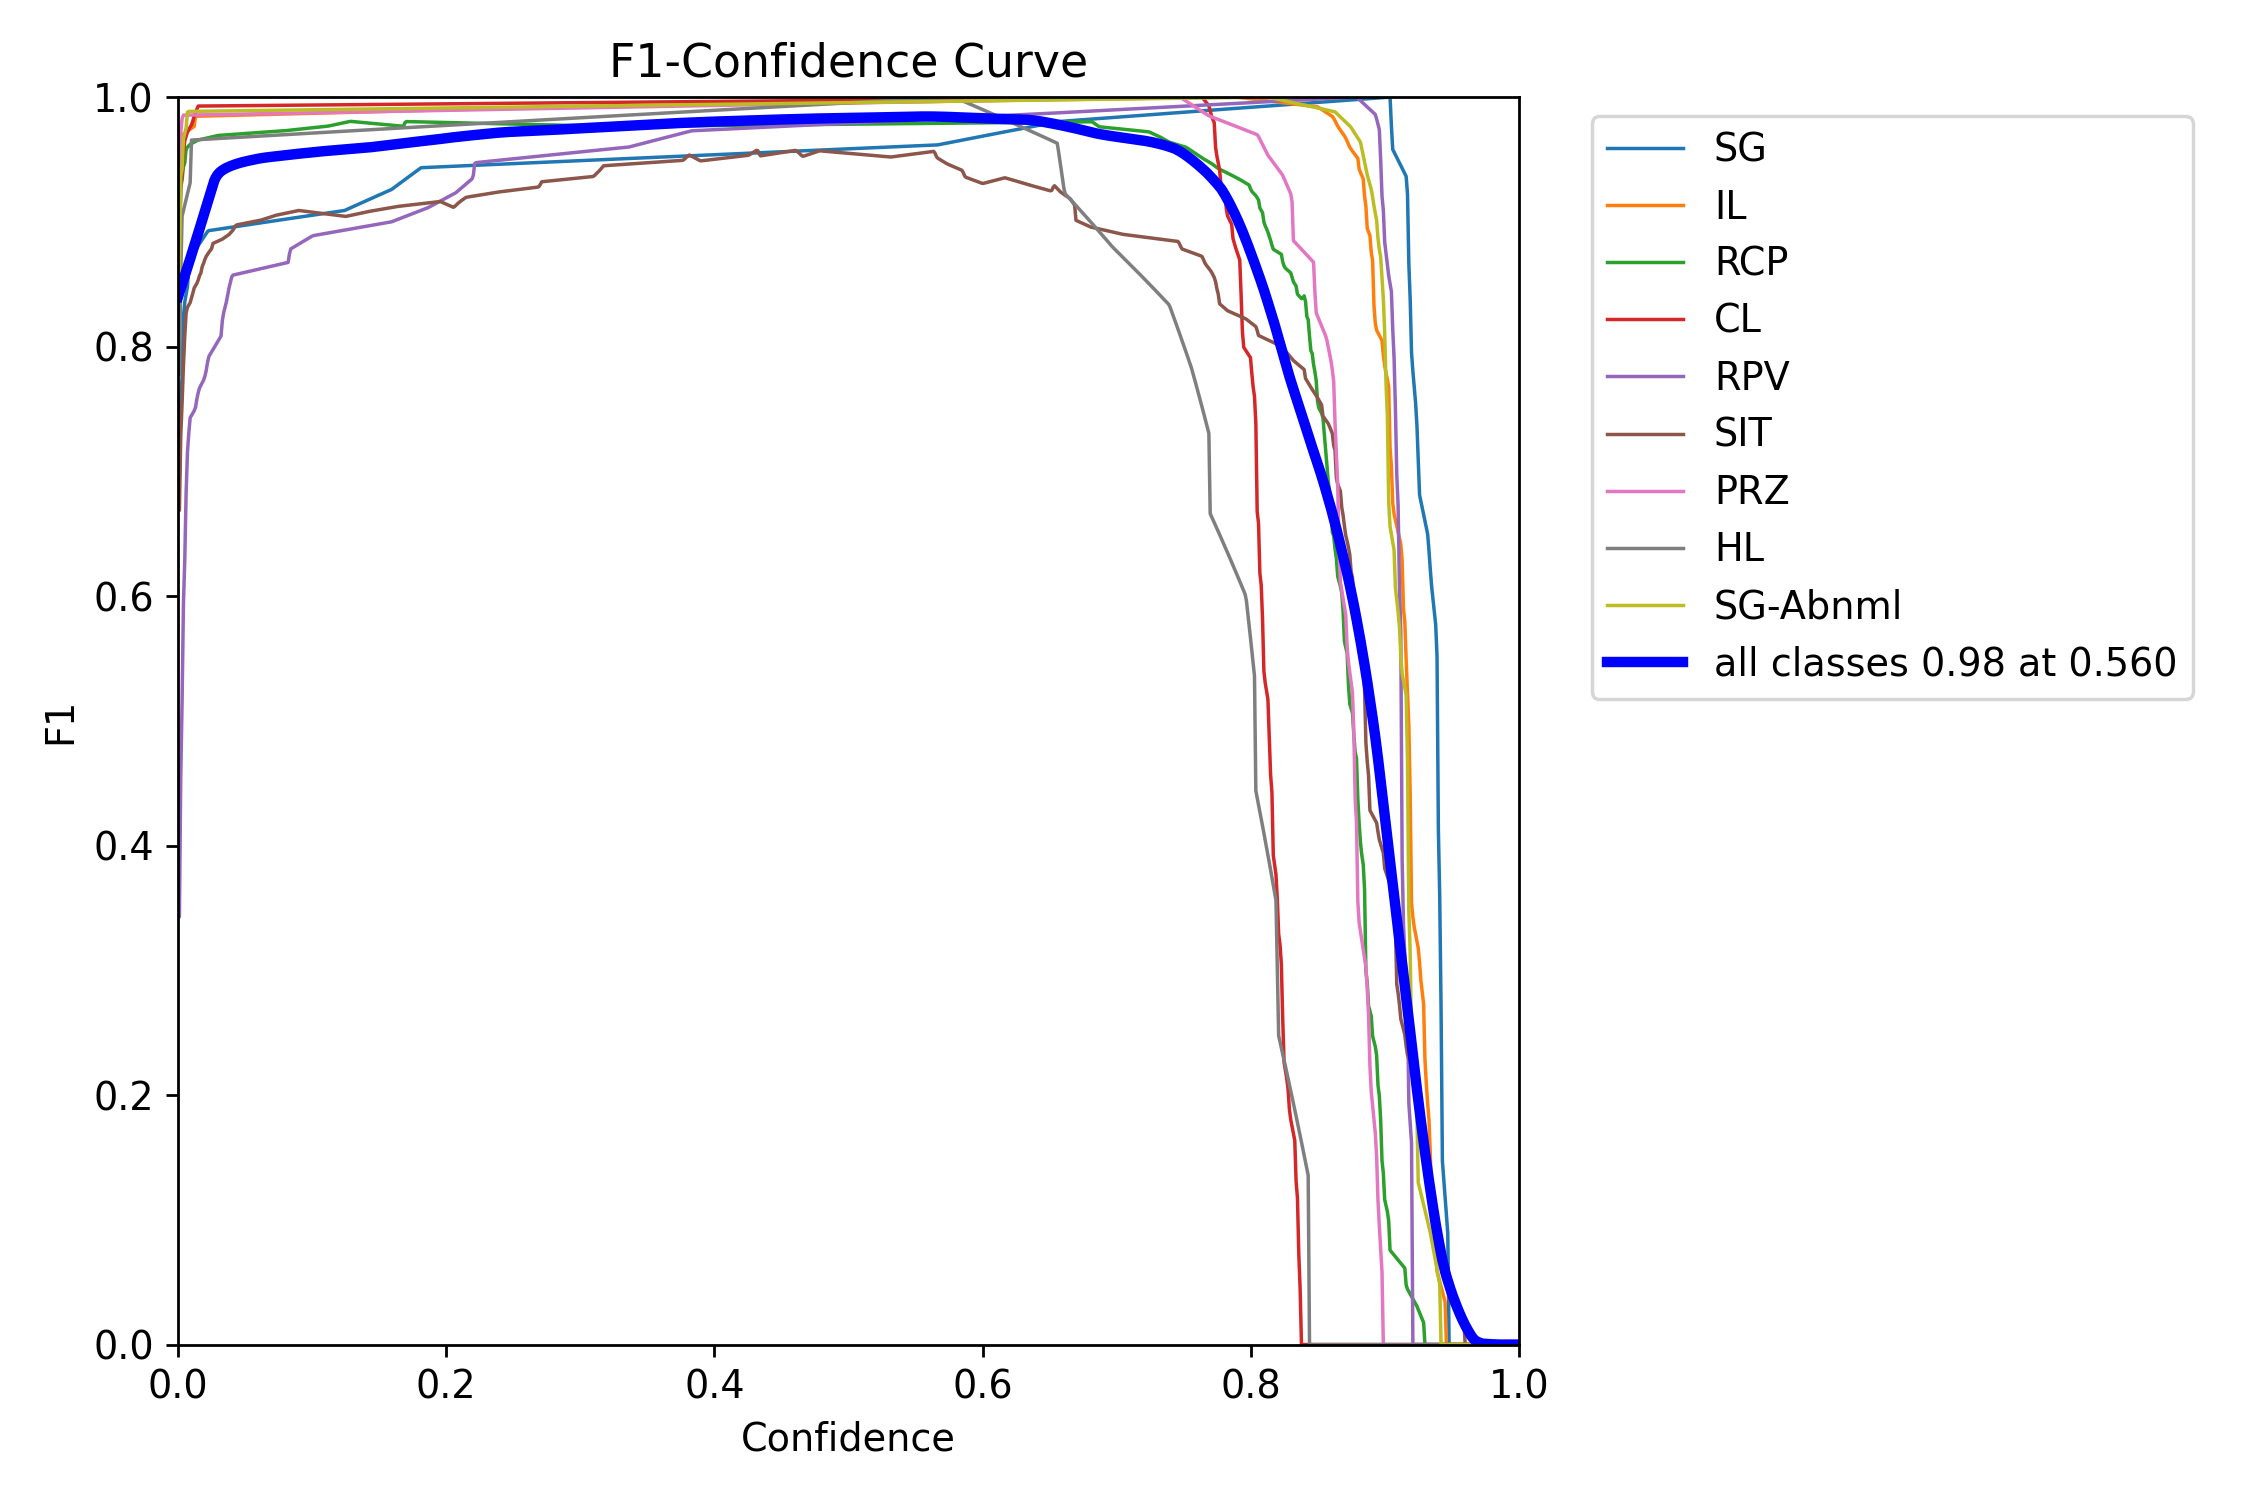 F1-Confidence Curve
1.0
0.8
0.6
0.4
0.2
0.0
F1
0.0 0.2 0.4 0.6 0.8 1.0
Confidence
SG
IL
RCP
CL
RPV
SIT
PRZ
HL
SG-Abnml
all classes 0.98 at 0.560